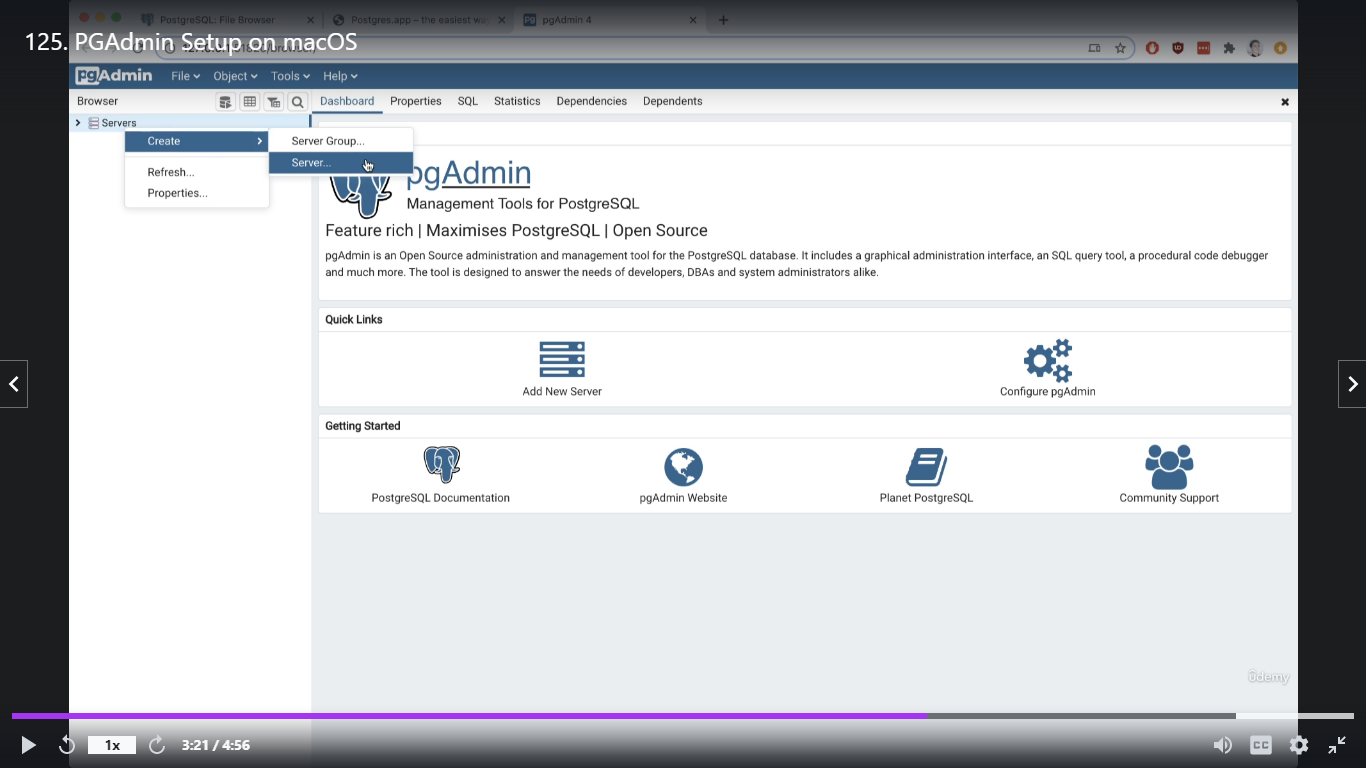 PostgreSQL: File Browser
Postgres.app – the easiest wa
pgAdmin 4
125. PGAdmin Setup on macOS
pgAdmin File Object Tools Help
Browser Dashboard Properties SQL Statistics Dependencies Dependents
Servers
Create Server Group...
Server...
Refresh...
Properties...
pgAdmin
Management Tools for PostgreSQL
Feature rich | Maximises PostgreSQL | Open Source
pgAdmin is an Open Source administration and management tool for the PostgreSQL database. It includes a graphical administration interface, an SQL query tool, a procedural code debugger
and much more. The tool is designed to answer the needs of developers, DBAs and system administrators alike.
Quick Links
Add New Server Configure pgAdmin
Getting Started
PostgreSQL Documentation pgAdmin Website Planet PostgreSQL Community Support
ûdemy
1x 3:21 / 4:56 CC